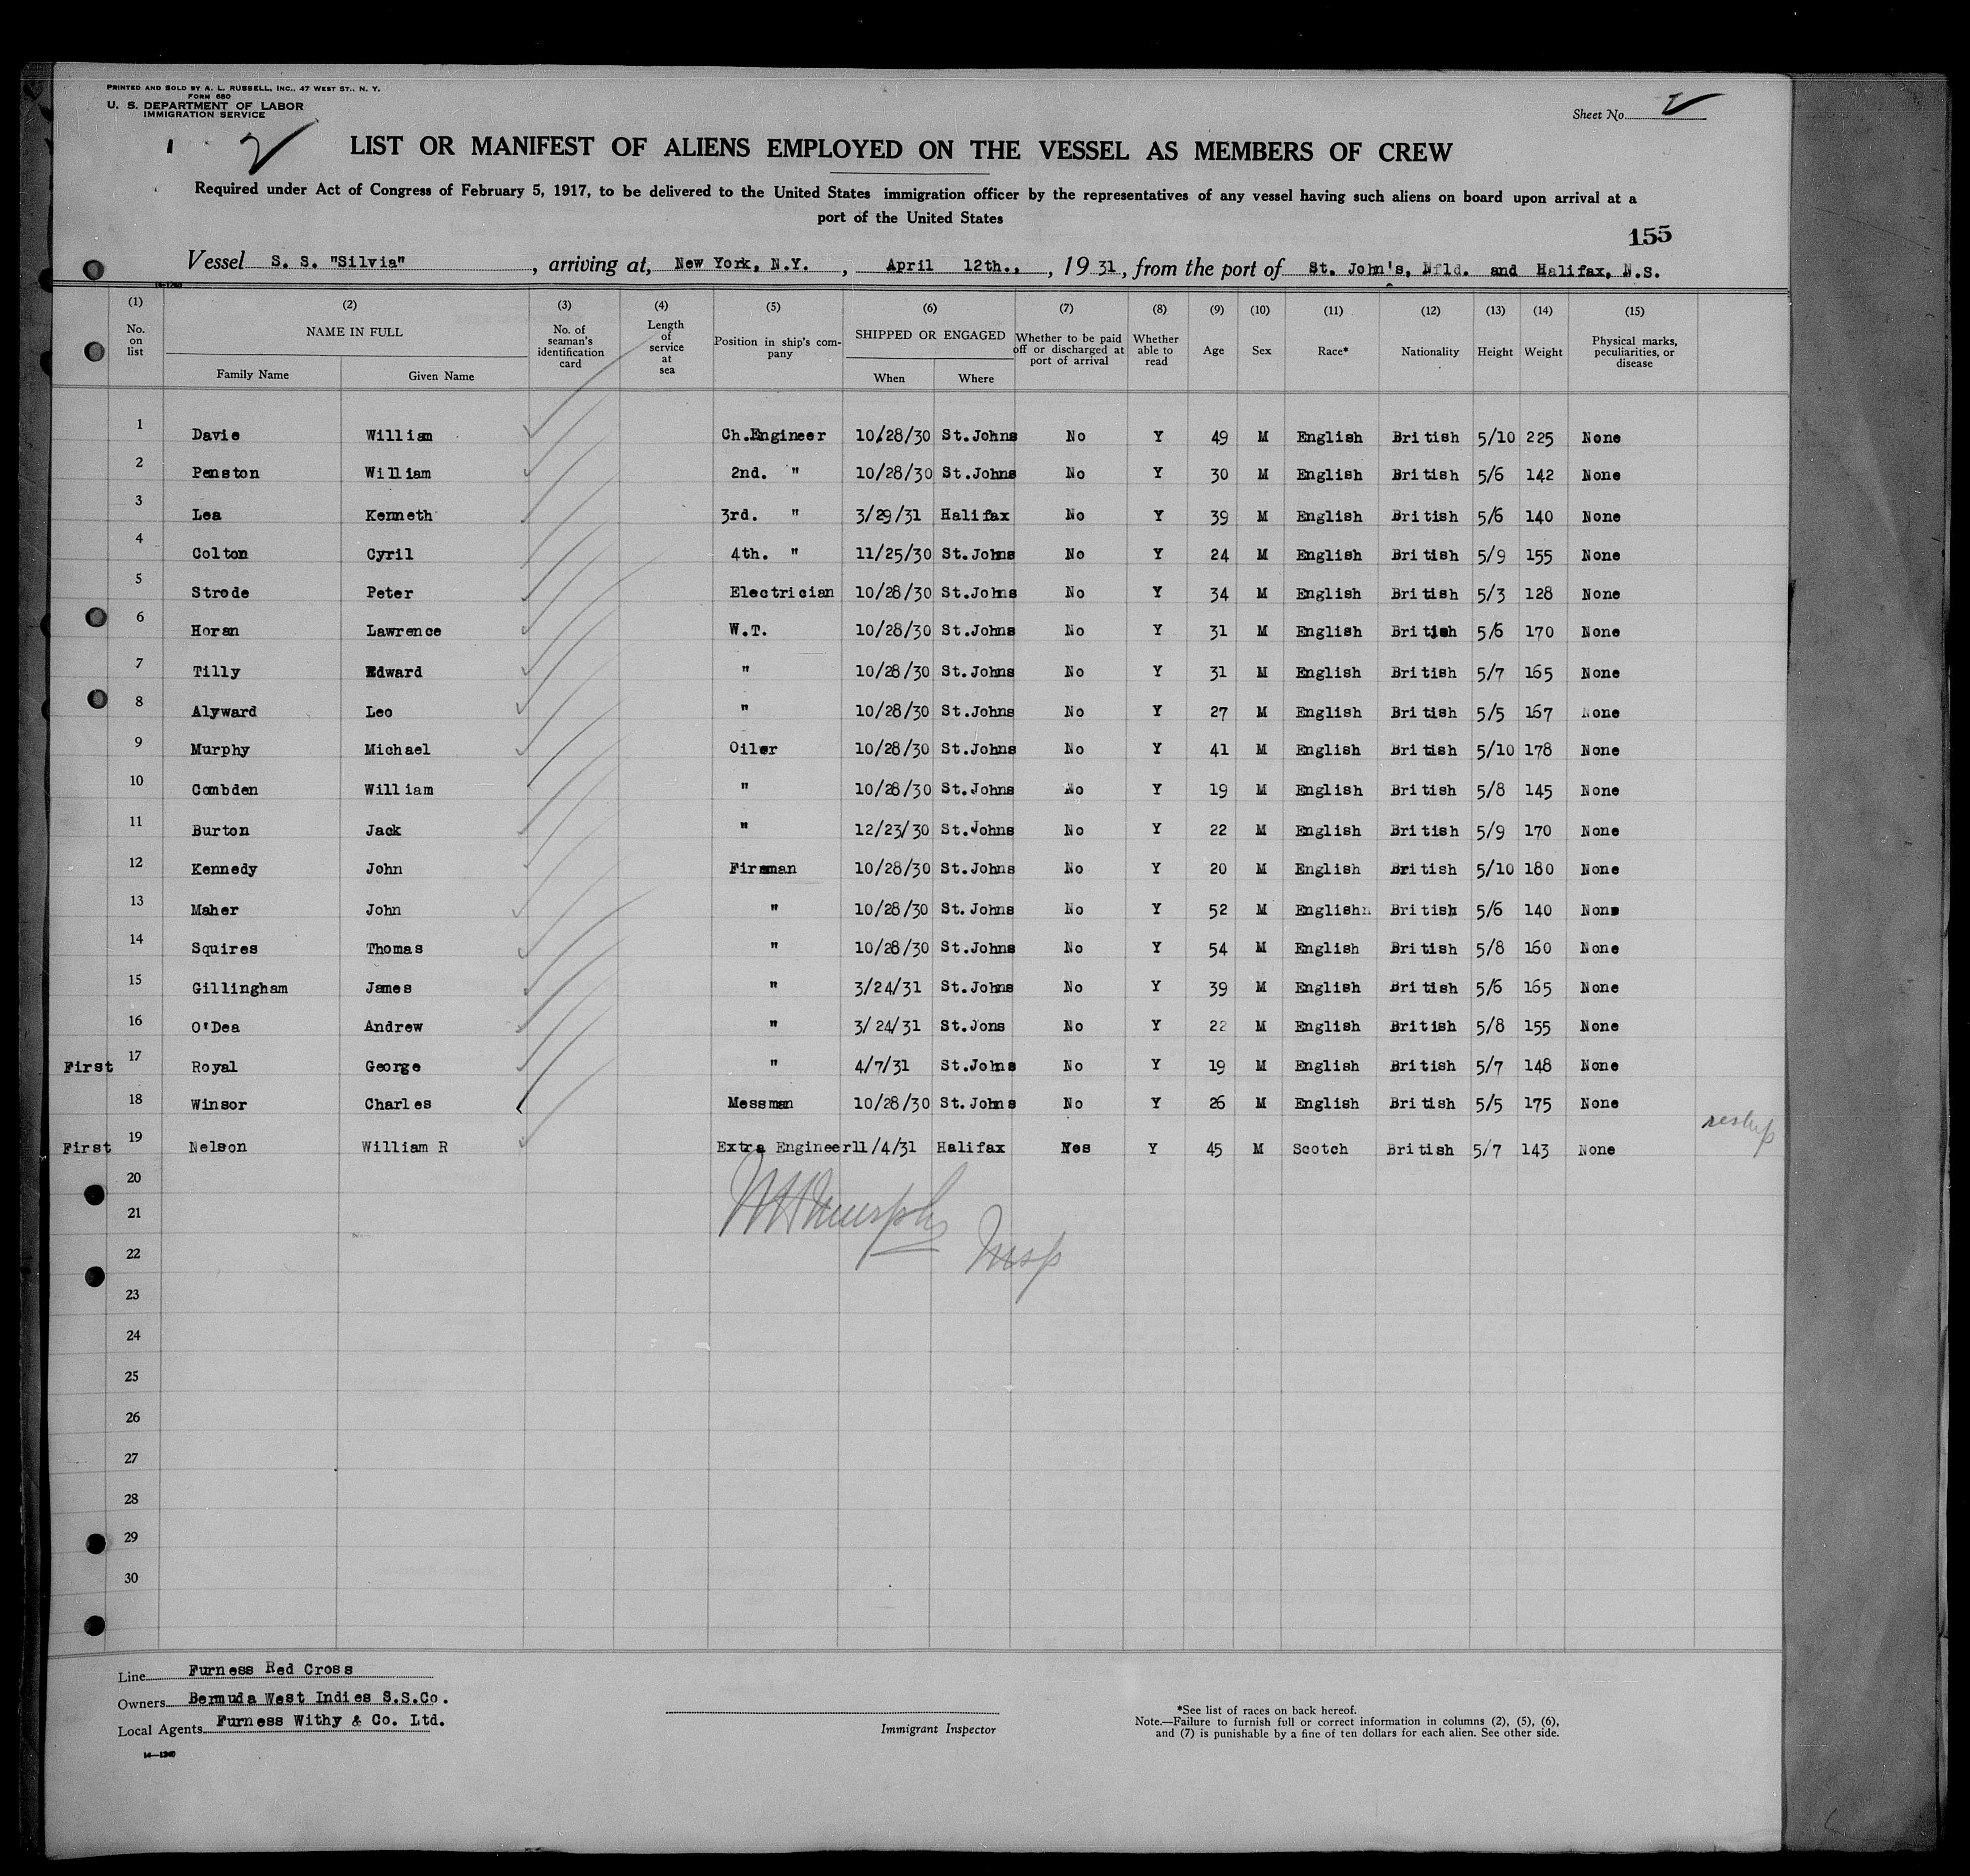 PRINTED AND SOLD BY A. L. RUSSELL, INC., 47 WEST ST., N. Y.
FORM 680
U. S. DEPARTMENT OF LABOR
IMMIGRATION SERVICE
Sheet No. 2
2
LIST OR MANIFEST OF ALIENS EMPLOYED ON THE VESSEL AS MEMBERS OF CREW
Required under Act of Congress of February 5, 1917, to be delivered to the United States immigration officer by the representatives of any vessel having such aliens on board upon arrival at a
port of the United States
155
Vessel S. S. "Silvia", arriving at, New York, N.Y., April 12th., , 1931, from the port of St. John's, Nfld. and Halifax, N.S.
(1) (2) (3) (4) (5) (6) (7) (8) (9) (10) (11) (12) (13) (14) (15)
No. on list NAME IN FULL Family Name Given Name No. of seaman's identification card Length of service at sea Position in ship's company SHIPPED OR ENGAGED When Where Whether to be paid off or discharged at port of arrival Whether able to read Age Sex Race* Nationality Height Weight Physical marks, peculiarities, or disease
1 Davie William Ch.Engineer 10/28/30 St.Johns No Y 49 M English British 5/10 225 None
2 Penston William 2nd. " 10/28/30 St.Johns No Y 30 M English British 5/6 142 None
3 Lea Kenneth 3rd. " 3/29/31 Halifax No Y 39 M English British 5/6 140 None
4 Colton Cyril 4th. " 11/25/30 St.Johns No Y 24 M English British 5/9 155 None
5 Strode Peter Electrician 10/28/30 St.Johns No Y 34 M English British 5/3 128 None
6 Horan Lawrence W.T. 10/28/30 St.Johns No Y 31 M English British 5/6 170 None
7 Tilly Edward " 10/28/30 St.Johns No Y 31 M English British 5/7 165 None
8 Alyward Leo " 10/28/30 St.Johns No Y 27 M English British 5/5 167 None
9 Murphy Michael Oiler 10/28/30 St.Johns No Y 41 M English British 5/10 178 None
10 Combden William " 10/28/30 St.Johns No Y 19 M English British 5/8 145 None
11 Burton Jack " 12/23/30 St.Johns No Y 22 M English British 5/9 170 None
12 Kennedy John Fireman 10/28/30 St.Johns No Y 20 M English British 5/10 180 None
13 Maher John " 10/28/30 St.Johns No Y 52 M Englishn British 5/6 140 None
14 Squires Thomas " 10/28/30 St.Johns No Y 54 M English British 5/8 160 None
15 Gillingham James " 3/24/31 St.Johns No Y 39 M English British 5/6 165 None
16 O'Dea Andrew " 3/24/31 St.Jons No Y 22 M English British 5/8 155 None
First 17 Royal George " 4/7/31 St.Johns No Y 19 M English British 5/7 148 None
18 Winsor Charles Messman 10/28/30 St.Johns No Y 26 M English British 5/5 175 None
First 19 Nelson William R Extra Engineer 11/4/31 Halifax Yes Y 45 M Scotch British 5/7 143 None reship
20
21
22
23
24
25
26
27
28
29
30
Murphy
Insp
Line Furness Red Cross
Owners Bermuda West Indies S.S.Co.
Local Agents Furness Withy & Co. Ltd.
14—1240
Immigrant Inspector
*See list of races on back hereof.
Note.—Failure to furnish full or correct information in columns (2), (5), (6),
and (7) is punishable by a fine of ten dollars for each alien. See other side.